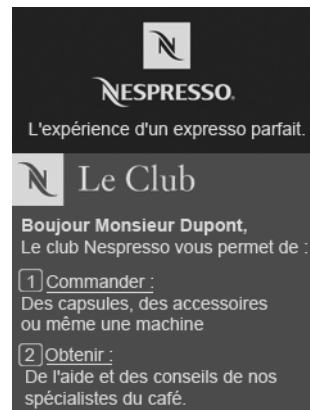 NESPRESSO.
L'expérience d'un expresso parfait.
Le Club
Boujour Monsieur Dupont,
Le club Nespresso vous permet de :
1 Commander :
Des capsules, des accessoires
ou même une machine
2 Obtenir :
De l'aide et des conseils de nos
spécialistes du café.